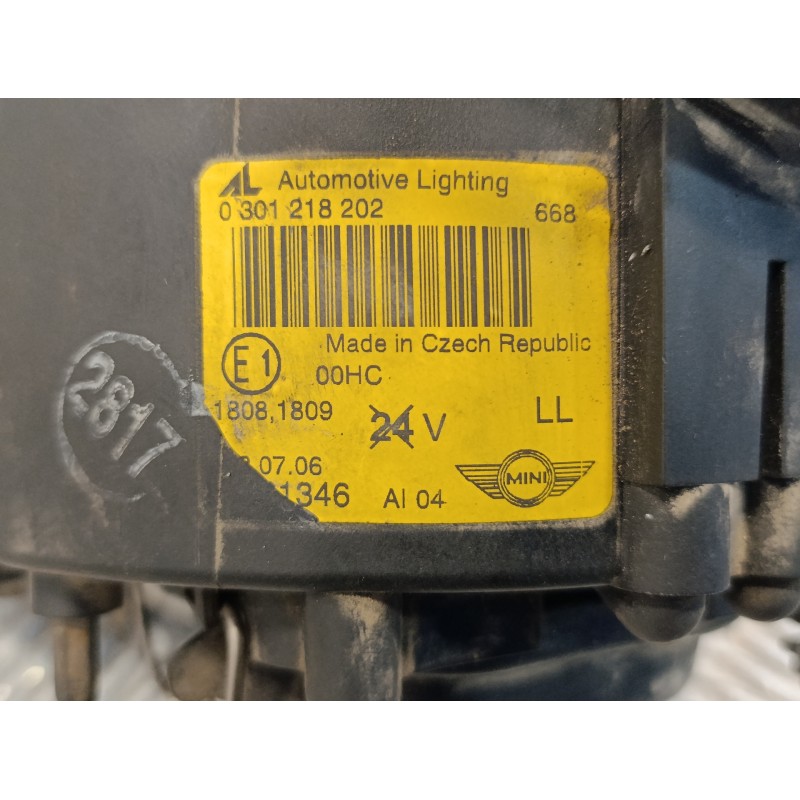 AL Automotive Lighting
0 301 218 202 668
Made in Czech Republic
E1
00HC
1808,1809
24 V
LL
07.06
1346 AI 04
MINI
2817